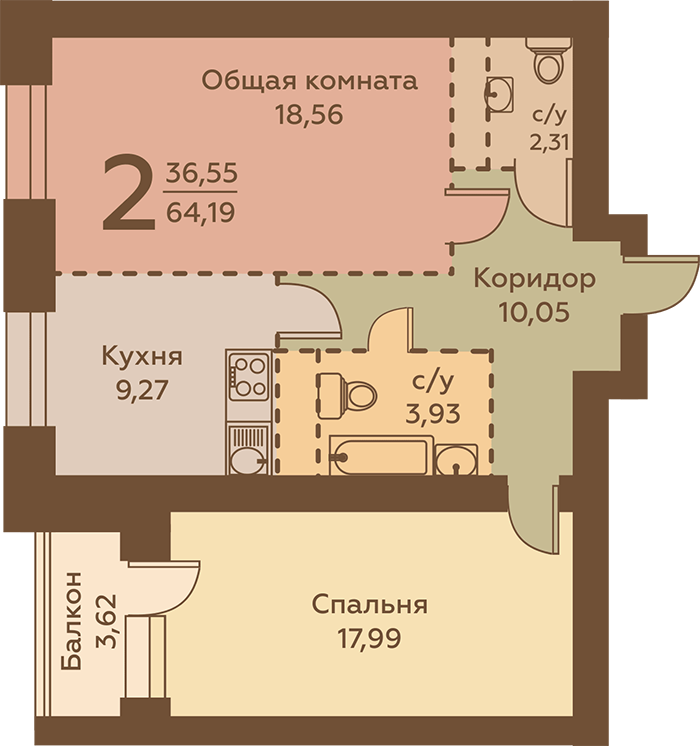 Общая комната
18,56
с/у
2,31
2
36,55
64,19
Коридор
10,05
Кухня
9,27
с/у
3,93
Балкон
3,62
Спальня
17,99